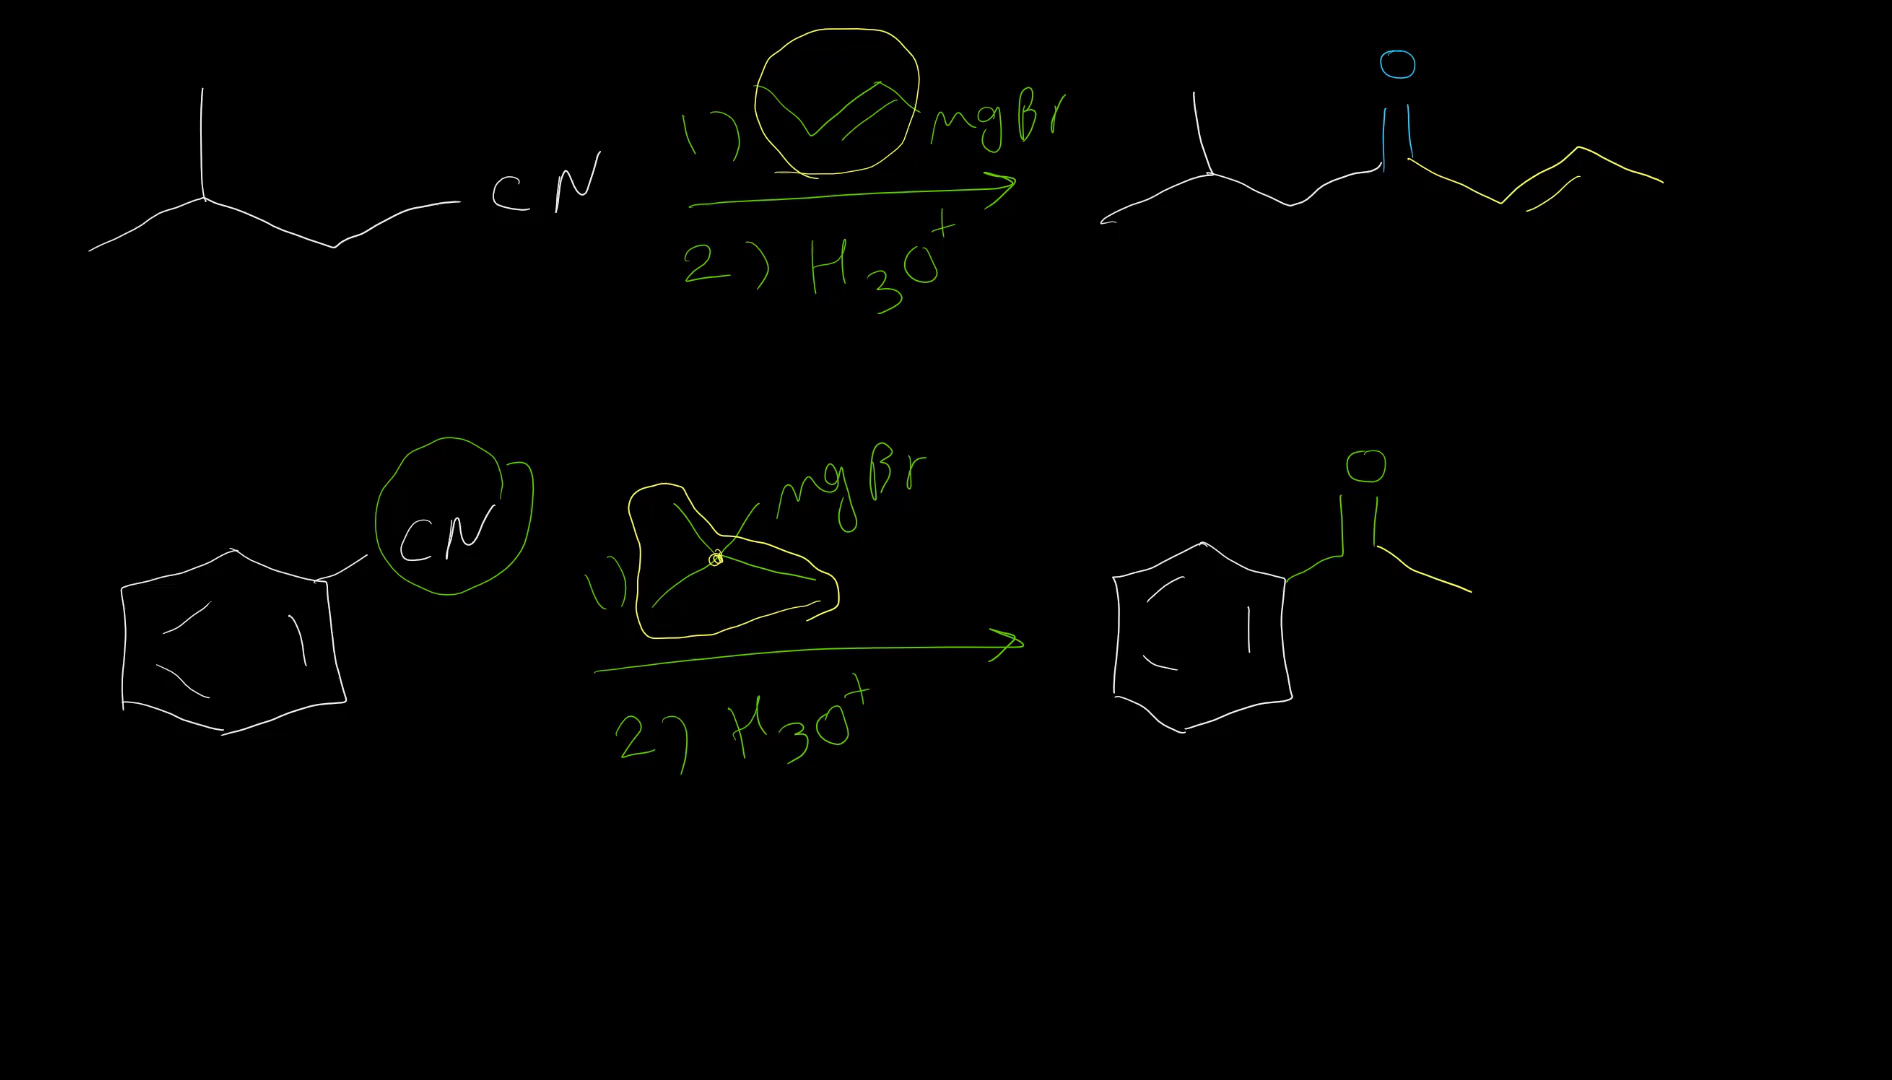 O
1) mgBr
CN
2) H3O+
O
mgBr
CN
1)
2) H3O+